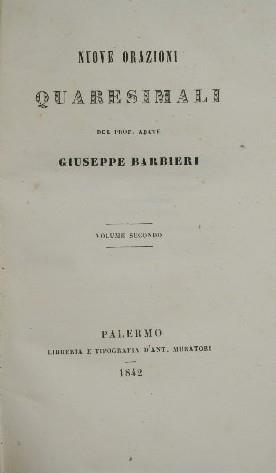 NUOVE ORAZIONI
QUARESIMALI
DEL PROF. ABATE
GIUSEPPE BARBIERI
VOLUME SECONDO
PALERMO
LIBRERIA E TIPOGRAFIA D'ANT. MURATORI
1842